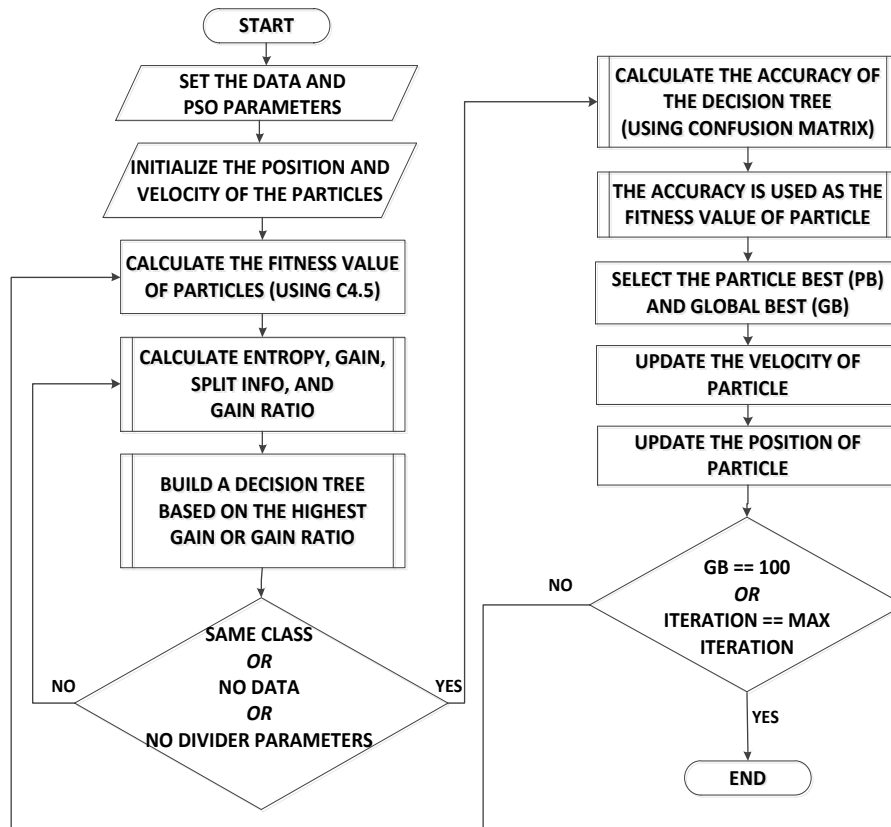 START
SET THE DATA AND
PSO PARAMETERS
INITIALIZE THE POSITION AND
VELOCITY OF THE PARTICLES
CALCULATE THE FITNESS VALUE
OF PARTICLES (USING C4.5)
CALCULATE ENTROPY, GAIN,
SPLIT INFO, AND
GAIN RATIO
BUILD A DECISION TREE
BASED ON THE HIGHEST
GAIN OR GAIN RATIO
SAME CLASS
OR
NO DATA
OR
NO DIVIDER PARAMETERS
NO
YES
CALCULATE THE ACCURACY OF
THE DECISION TREE
(USING CONFUSION MATRIX)
THE ACCURACY IS USED AS THE
FITNESS VALUE OF PARTICLE
SELECT THE PARTICLE BEST (PB)
AND GLOBAL BEST (GB)
UPDATE THE VELOCITY OF
PARTICLE
UPDATE THE POSITION OF
PARTICLE
GB == 100
OR
ITERATION == MAX
ITERATION
NO
YES
END